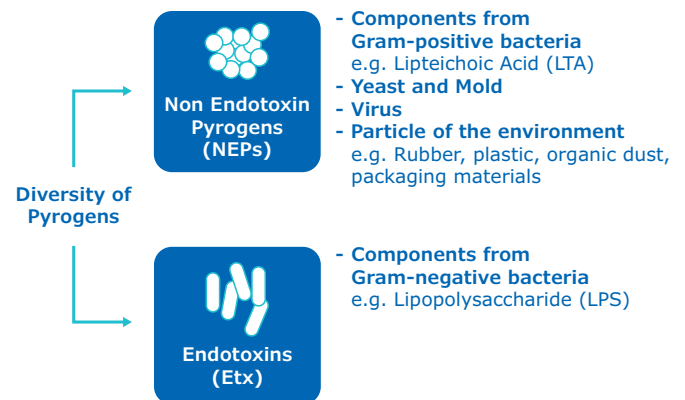 Diversity of
Pyrogens
Non Endotoxin
Pyrogens
(NEPs)
- Components from
Gram-positive bacteria
e.g. Lipteichoic Acid (LTA)
- Yeast and Mold
- Virus
- Particle of the environment
e.g. Rubber, plastic, organic dust,
packaging materials
Endotoxins
(Etx)
- Components from
Gram-negative bacteria
e.g. Lipopolysaccharide (LPS)